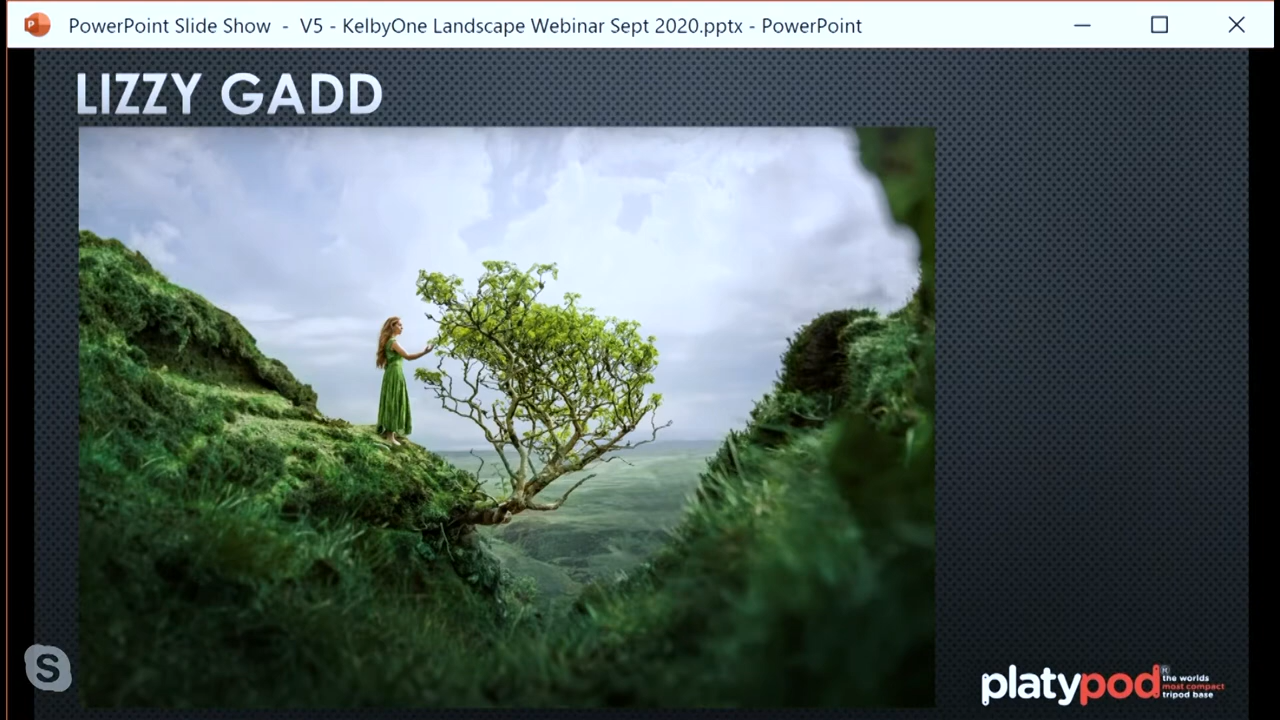 PowerPoint Slide Show - V5 - KelbyOne Landscape Webinar Sept 2020.pptx - PowerPoint
LIZZY GADD
platypod®
the worlds
most compact
tripod base